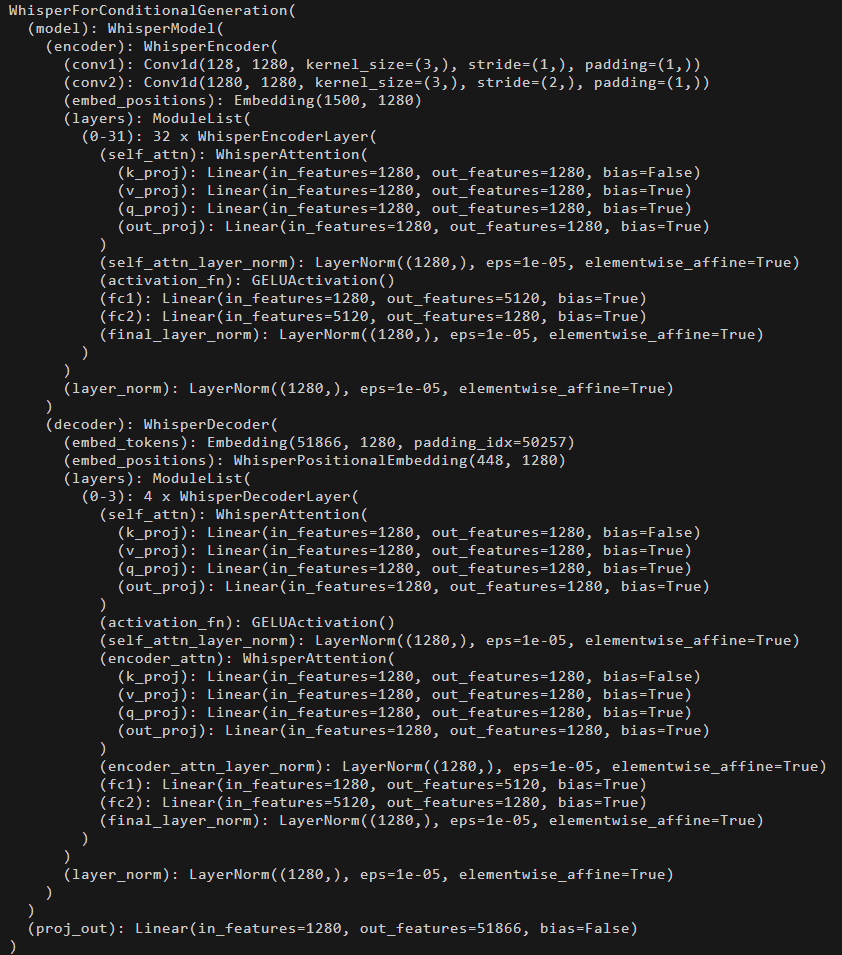 WhisperForConditionalGeneration(
  (model): WhisperModel(
    (encoder): WhisperEncoder(
      (conv1): Conv1d(128, 1280, kernel_size=(3,), stride=(1,), padding=(1,))
      (conv2): Conv1d(1280, 1280, kernel_size=(3,), stride=(2,), padding=(1,))
      (embed_positions): Embedding(1500, 1280)
      (layers): ModuleList(
        (0-31): 32 x WhisperEncoderLayer(
          (self_attn): WhisperAttention(
            (k_proj): Linear(in_features=1280, out_features=1280, bias=False)
            (v_proj): Linear(in_features=1280, out_features=1280, bias=True)
            (q_proj): Linear(in_features=1280, out_features=1280, bias=True)
            (out_proj): Linear(in_features=1280, out_features=1280, bias=True)
          )
          (self_attn_layer_norm): LayerNorm((1280,), eps=1e-05, elementwise_affine=True)
          (activation_fn): GELUActivation()
          (fc1): Linear(in_features=1280, out_features=5120, bias=True)
          (fc2): Linear(in_features=5120, out_features=1280, bias=True)
          (final_layer_norm): LayerNorm((1280,), eps=1e-05, elementwise_affine=True)
        )
      )
      (layer_norm): LayerNorm((1280,), eps=1e-05, elementwise_affine=True)
    )
    (decoder): WhisperDecoder(
      (embed_tokens): Embedding(51866, 1280, padding_idx=50257)
      (embed_positions): WhisperPositionalEmbedding(448, 1280)
      (layers): ModuleList(
        (0-3): 4 x WhisperDecoderLayer(
          (self_attn): WhisperAttention(
            (k_proj): Linear(in_features=1280, out_features=1280, bias=False)
            (v_proj): Linear(in_features=1280, out_features=1280, bias=True)
            (q_proj): Linear(in_features=1280, out_features=1280, bias=True)
            (out_proj): Linear(in_features=1280, out_features=1280, bias=True)
          )
          (activation_fn): GELUActivation()
          (self_attn_layer_norm): LayerNorm((1280,), eps=1e-05, elementwise_affine=True)
          (encoder_attn): WhisperAttention(
            (k_proj): Linear(in_features=1280, out_features=1280, bias=False)
            (v_proj): Linear(in_features=1280, out_features=1280, bias=True)
            (q_proj): Linear(in_features=1280, out_features=1280, bias=True)
            (out_proj): Linear(in_features=1280, out_features=1280, bias=True)
          )
          (encoder_attn_layer_norm): LayerNorm((1280,), eps=1e-05, elementwise_affine=True)
          (fc1): Linear(in_features=1280, out_features=5120, bias=True)
          (fc2): Linear(in_features=5120, out_features=1280, bias=True)
          (final_layer_norm): LayerNorm((1280,), eps=1e-05, elementwise_affine=True)
        )
      )
      (layer_norm): LayerNorm((1280,), eps=1e-05, elementwise_affine=True)
    )
  )
  (proj_out): Linear(in_features=1280, out_features=51866, bias=False)
)